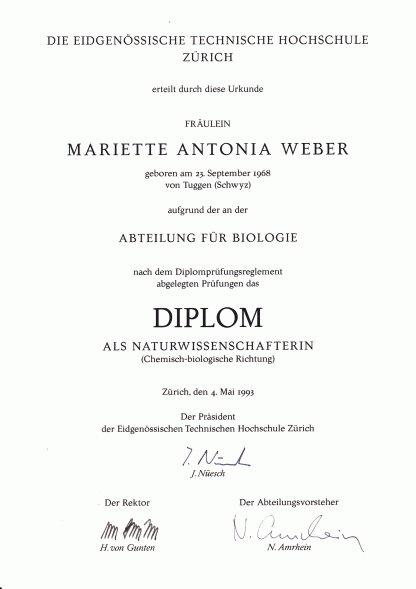 DIE EIDGENÖSSISCHE TECHNISCHE HOCHSCHULE
ZÜRICH
erteilt durch diese Urkunde
FRÄULEIN
MARIETTE ANTONIA WEBER
geboren am 23. September 1968
von Tuggen (Schwyz)
aufgrund der an der
ABTEILUNG FÜR BIOLOGIE
nach dem Diplomprüfungsreglement
abgelegten Prüfungen das
DIPLOM
ALS NATURWISSENSCHAFTERIN
(Chemisch-biologische Richtung)
Zürich, den 4. Mai 1993
Der Präsident
der Eidgenössischen Technischen Hochschule Zürich
J. Nüesch
Der Rektor
Der Abteilungsvorsteher
N. Amrhein
H. von Gunten
N. Amrhein